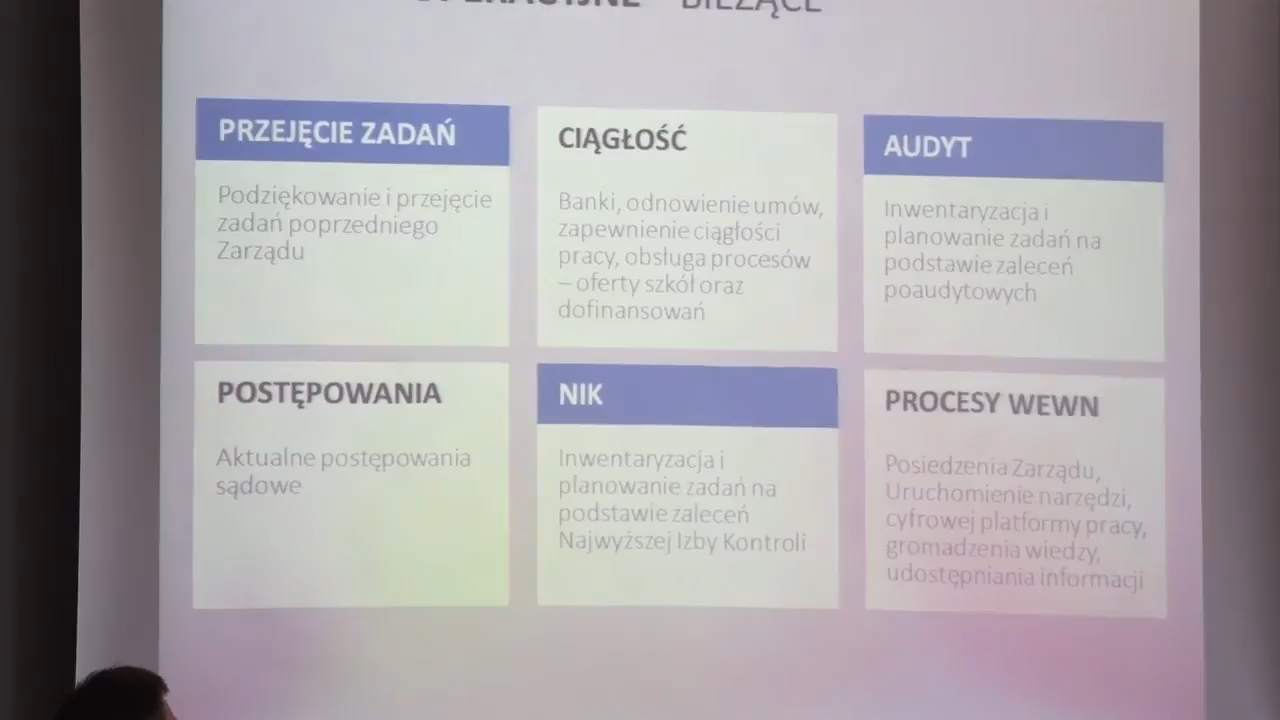 BIEŻĄCE
PRZEJĘCIE ZADAŃ
Podziękowanie i przejęcie
zadań poprzedniego
Zarządu
CIĄGŁOŚĆ
Banki, odnowienie umów,
zapewnienie ciągłości
pracy, obsługa procesów
– oferty szkół oraz
dofinansowań
AUDYT
Inwentaryzacja i
planowanie zadań na
podstawie zaleceń
poaudytowych
POSTĘPOWANIA
Aktualne postępowania
sądowe
NIK
Inwentaryzacja i
planowanie zadań na
podstawie zaleceń
Najwyższej Izby Kontroli
PROCESY WEWN
Posiedzenia Zarządu,
Uruchomienie narzędzi,
cyfrowej platformy pracy,
gromadzenia wiedzy,
udostępniania informacji